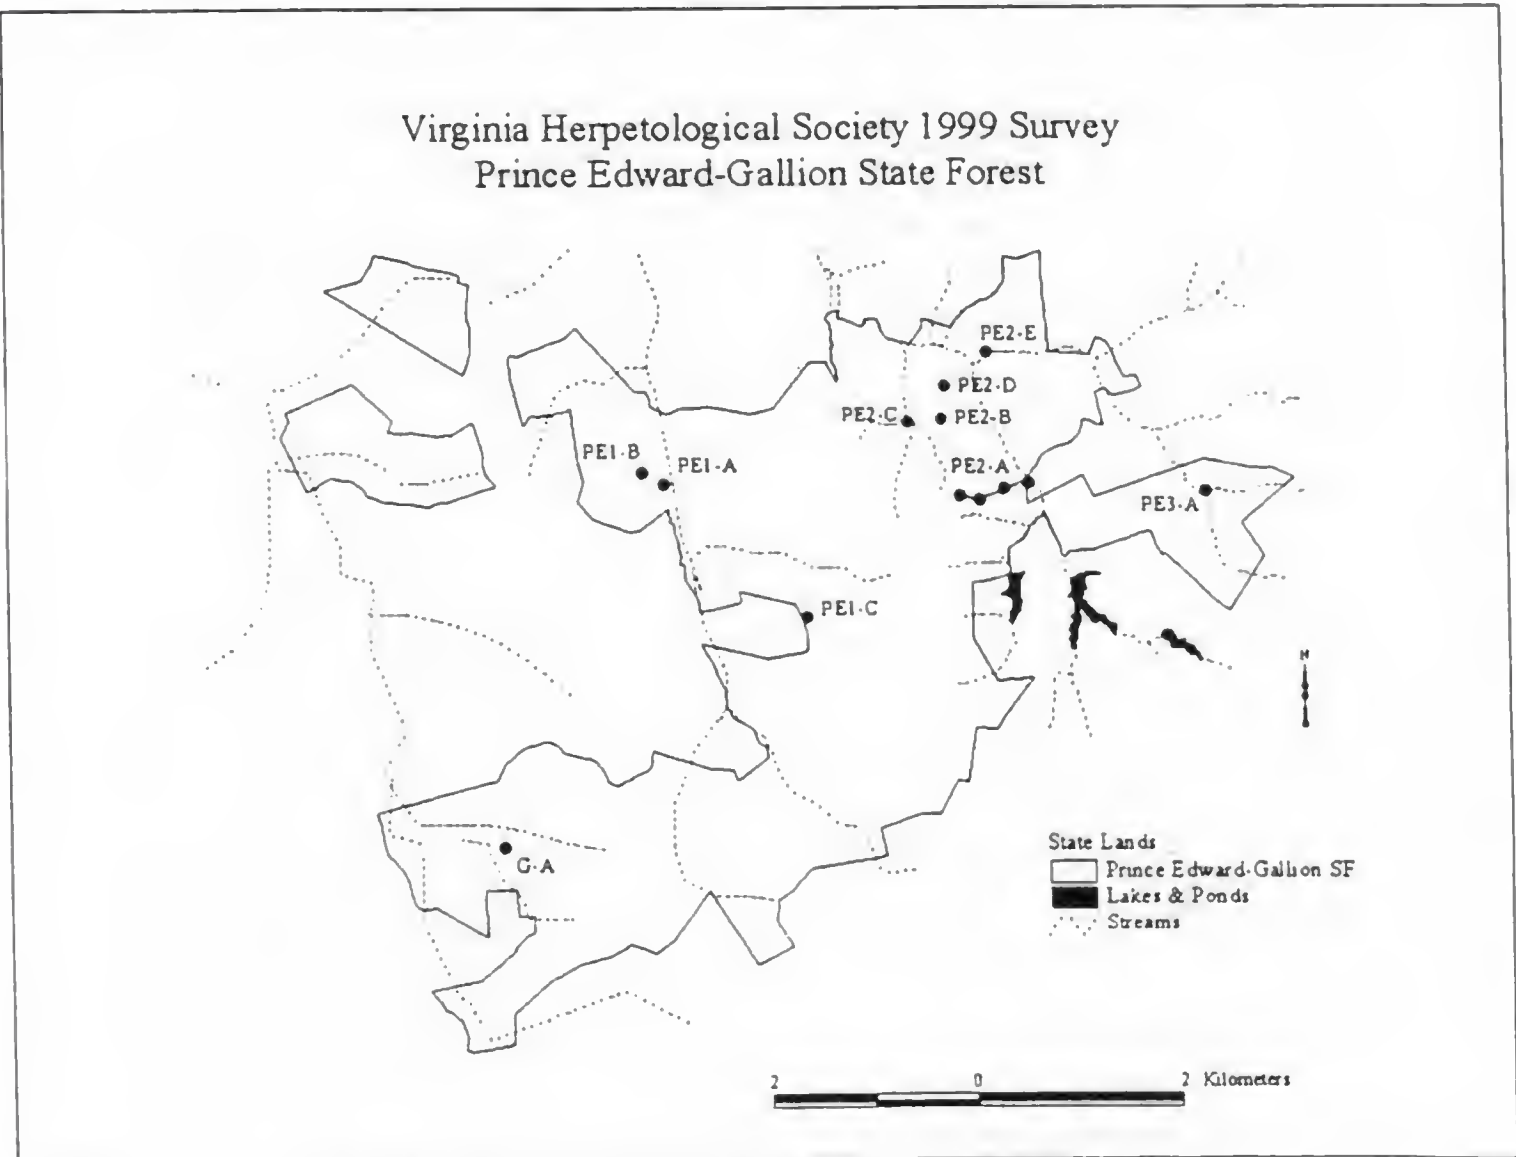 Virginia Herpetological Society 1999 Survey
Prince Edward-Gallion State Forest
PE2-E
PE2-D
PE2-C
PE2-B
PE1-B
PE1-A
PE2-A
PE3-A
PE1-C
N
G-A
State Lands
Prince Edward-Gallion SF
Lakes & Ponds
Streams
2 0 2 Kilometers